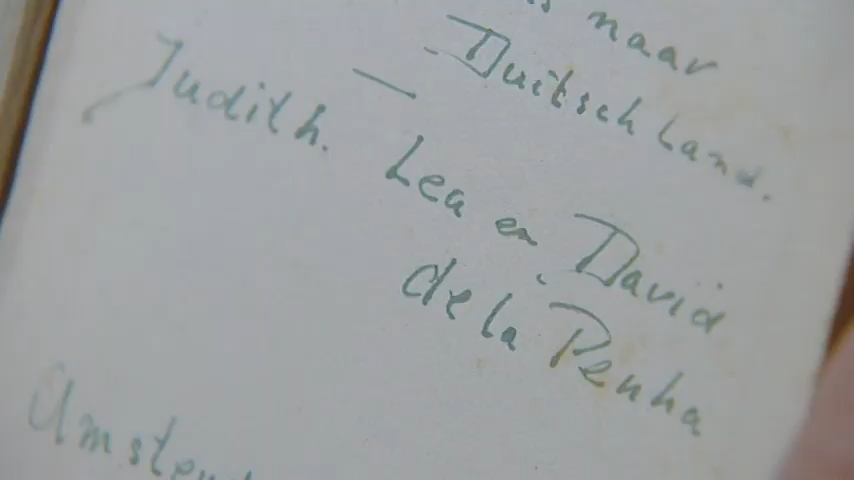 naar
Duitschland.
Judith. —
Lea en David
de la Penha